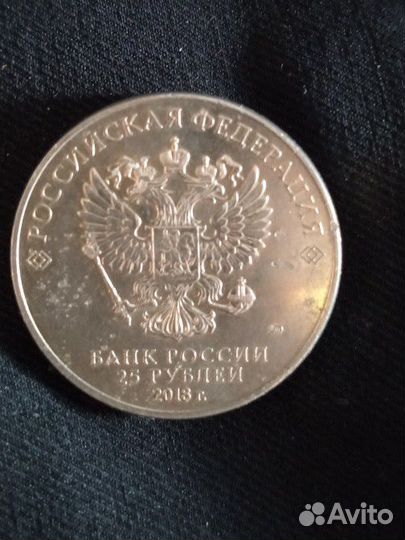 РОССИЙСКАЯ ФЕДЕРАЦИЯ
БАНК РОССИИ
25 РУБЛЕЙ
2018 г.
Avito